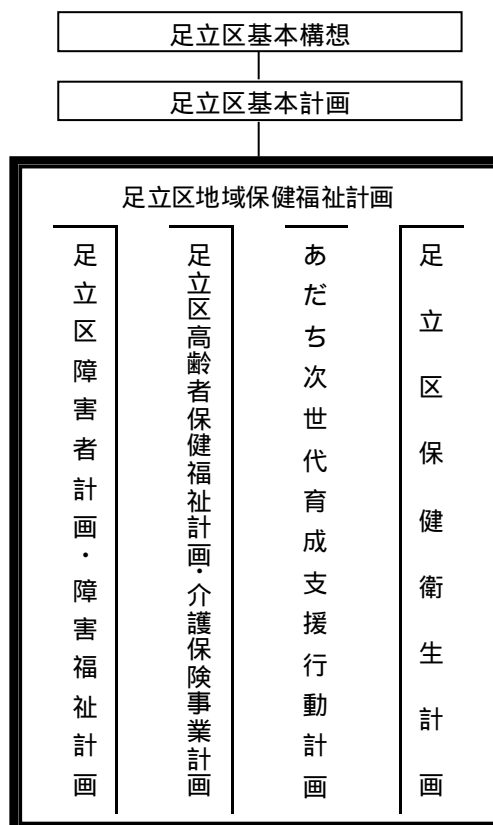 足立区基本構想
足立区基本計画
足立区地域保健福祉計画
足立区障害者計画・障害福祉計画
足立区高齢者保健福祉計画・介護保険事業計画
あだち次世代育成支援行動計画
足立区保健衛生計画